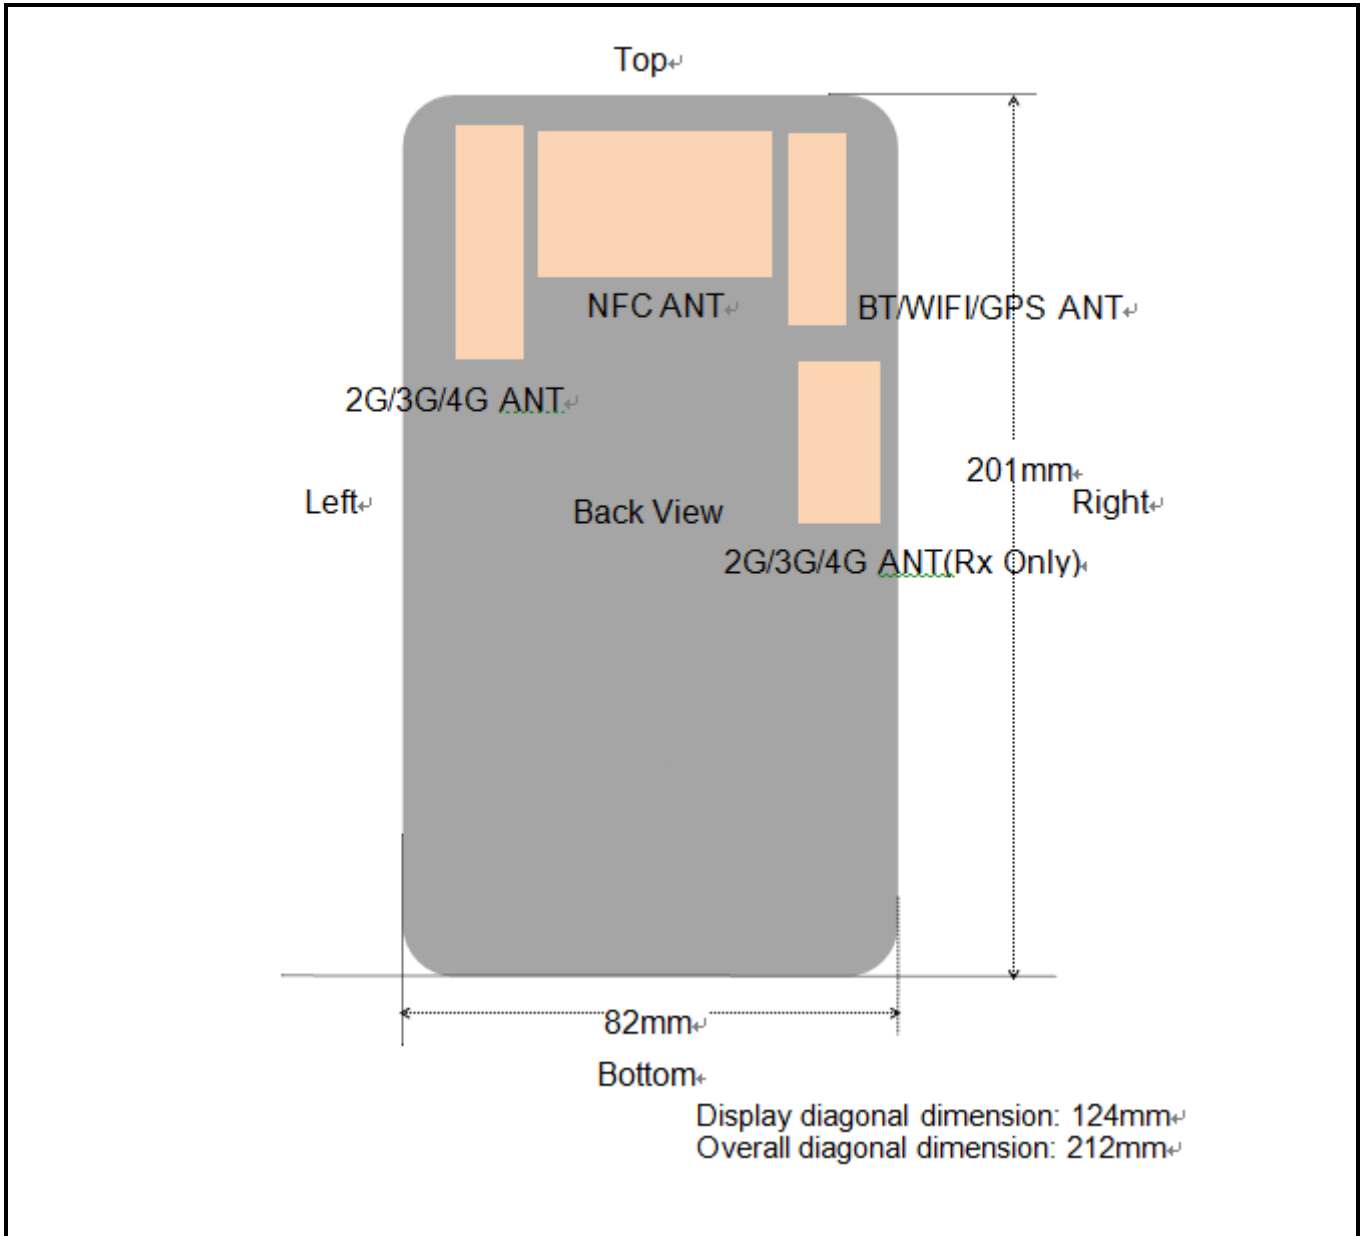 Top
NFC ANT
BT/WIFI/GPS ANT
2G/3G/4G ANT
201mm
Left
Right
Back View
2G/3G/4G ANT(Rx Only)
82mm
Bottom
Display diagonal dimension: 124mm
Overall diagonal dimension: 212mm